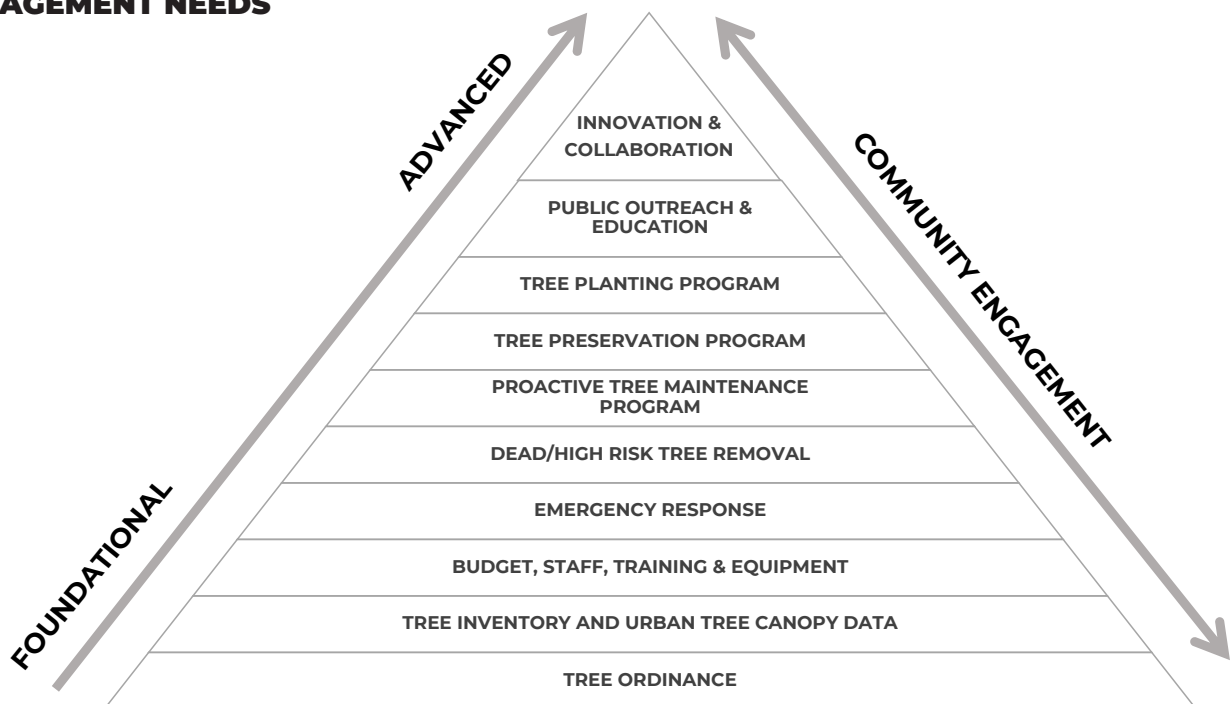 AGEMENT NEEDS
ADVANCED
INNOVATION &
COLLABORATION
PUBLIC OUTREACH &
EDUCATION
TREE PLANTING PROGRAM
TREE PRESERVATION PROGRAM
PROACTIVE TREE MAINTENANCE
PROGRAM
DEAD/HIGH RISK TREE REMOVAL
EMERGENCY RESPONSE
BUDGET, STAFF, TRAINING & EQUIPMENT
TREE INVENTORY AND URBAN TREE CANOPY DATA
TREE ORDINANCE
FOUNDATIONAL
COMMUNITY ENGAGEMENT